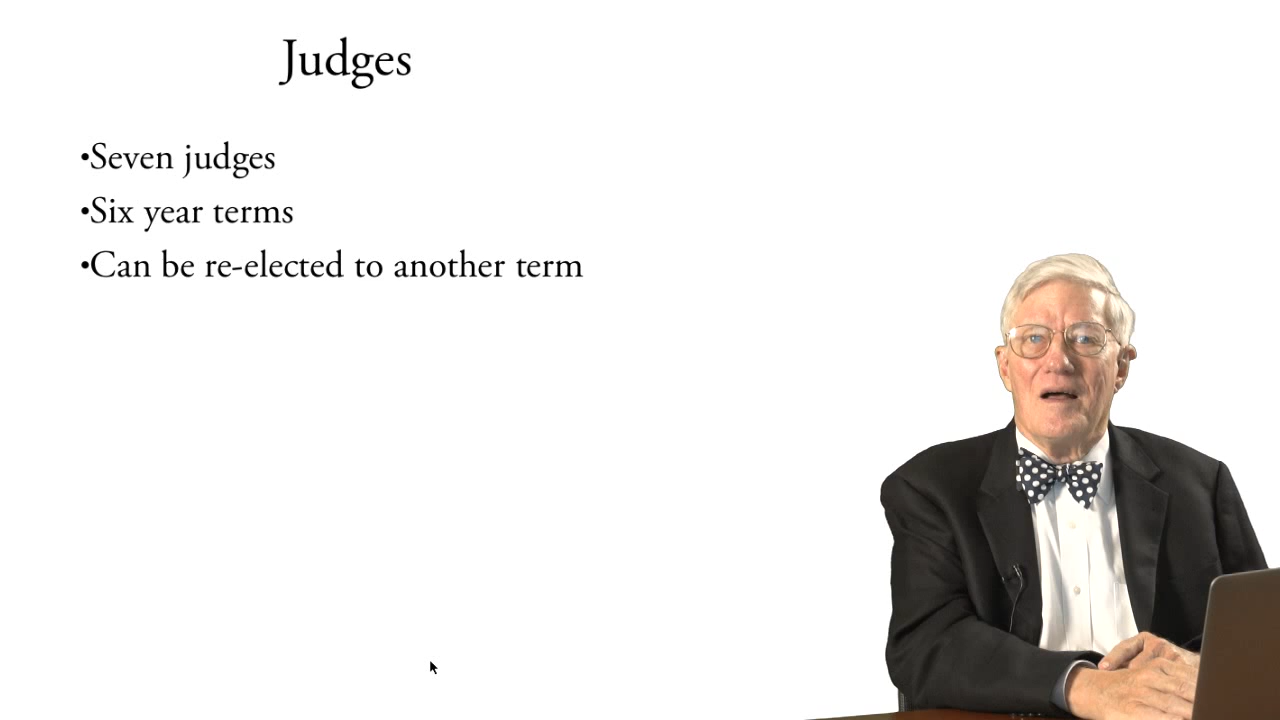 Judges
•Seven judges
•Six year terms
•Can be re-elected to another term